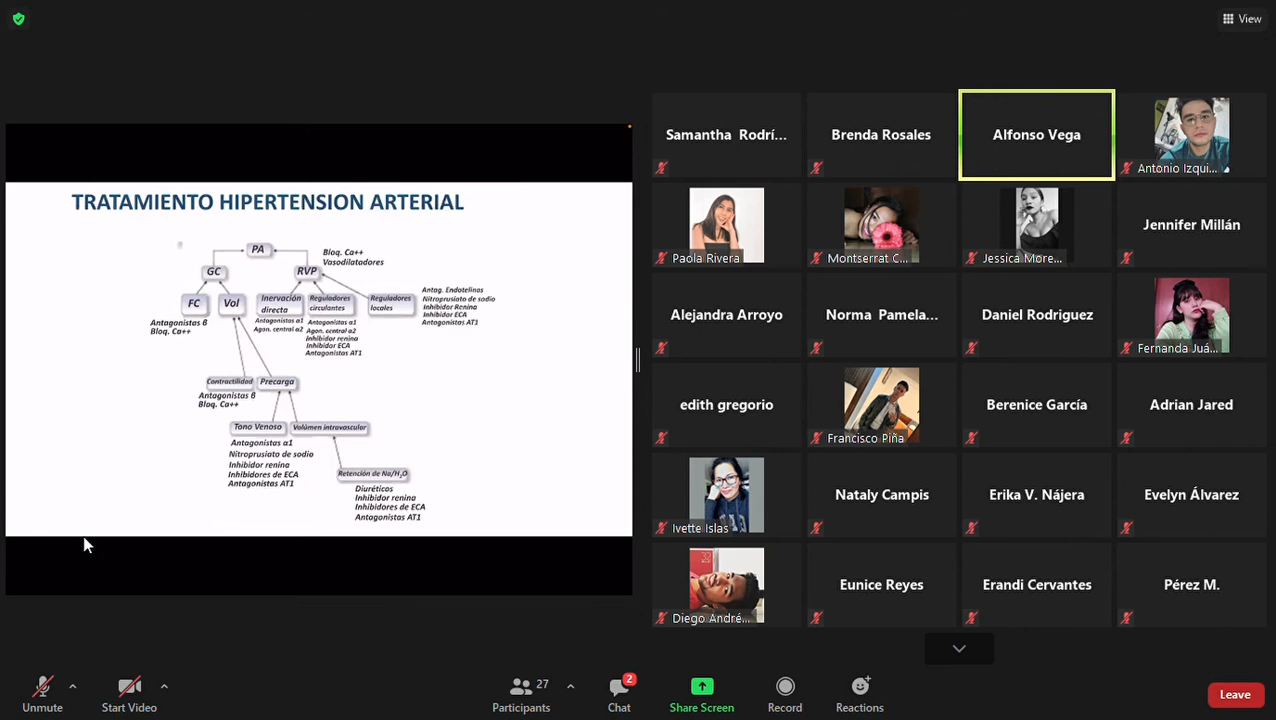 View
TRATAMIENTO HIPERTENSION ARTERIAL
PA
Bloq. Ca++
Vasodilatadores
GC
RVP
FC
Vol
Inervación
directa
Reguladores
circulantes
Reguladores
locales
Antagonistas β
Bloq. Ca++
Antagonistas α1
Agon. central α2
Antagonistas α1
Agon. central α2
Inhibidor renina
Inhibidor ECA
Antagonistas AT1
Antag. Endotelinas
Nitroprusiato de sodio
Inhibidor Renina
Inhibidor ECA
Antagonistas AT1
Contractilidad
Precarga
Antagonistas β
Bloq. Ca++
Tono Venoso
Volúmen intravascular
Antagonistas α1
Nitroprusiato de sodio
Inhibidor renina
Inhibidores de ECA
Antagonistas AT1
Retención de Na/H₂O
Diuréticos
Inhibidor renina
Inhibidores de ECA
Antagonistas AT1
Samantha Rodrí...
Brenda Rosales
Alfonso Vega
Antonio Izqui...
Paola Rivera
Montserrat C...
Jessica More...
Jennifer Millán
Alejandra Arroyo
Norma Pamela...
Daniel Rodriguez
Fernanda Juá...
edith gregorio
Francisco Piña
Berenice García
Adrian Jared
Ivette Islas
Nataly Campis
Erika V. Nájera
Evelyn Álvarez
Diego André...
Eunice Reyes
Erandi Cervantes
Pérez M.
Unmute
Start Video
27
Participants
2
Chat
Share Screen
Record
Reactions
Leave